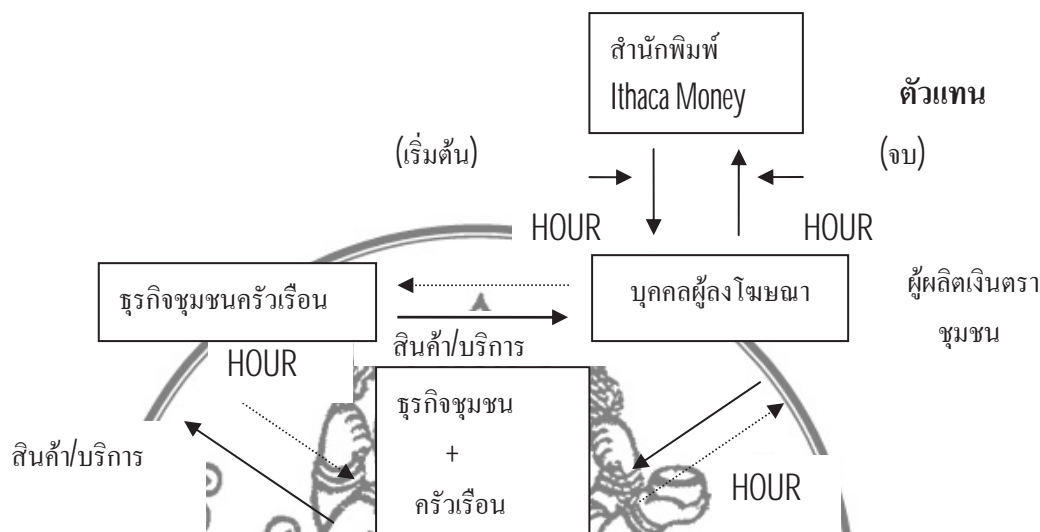 สำนักพิมพ์
Ithaca Money
ตัวแทน
(เริ่มต้น)
(จบ)
HOUR
HOUR
ธุรกิจชุมชนครัวเรือน
บุคคลผู้ลงโฆษณา
ผู้ผลิตเงินตรา
ชุมชน
สินค้า/บริการ
HOUR
ธุรกิจชุมชน
+
ครัวเรือน
สินค้า/บริการ
HOUR